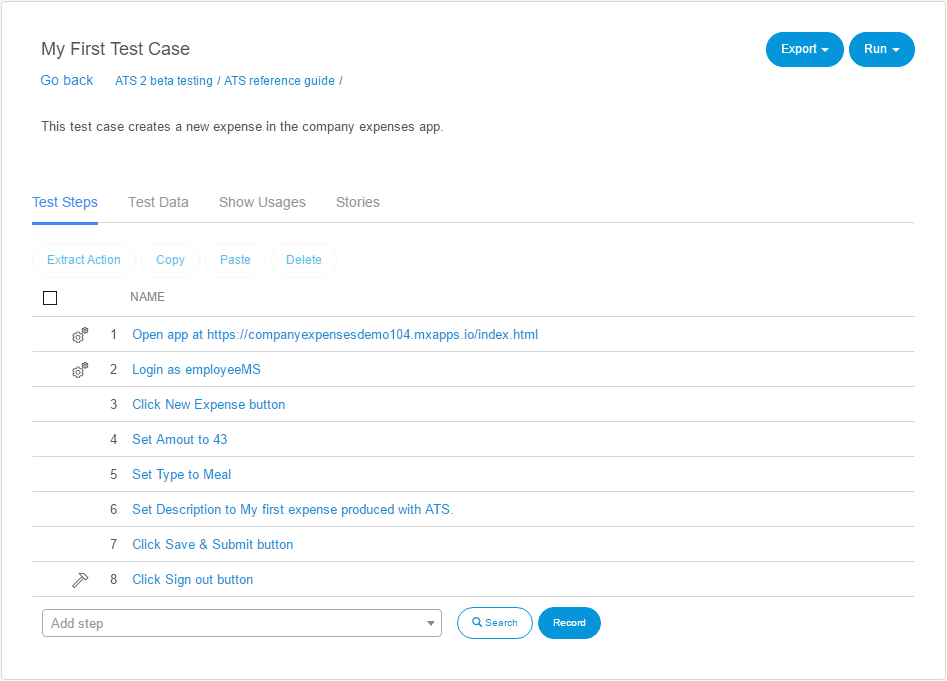 My First Test Case
Export
Run
Go back
ATS 2 beta testing / ATS reference guide /
This test case creates a new expense in the company expenses app.
Test Steps
Test Data
Show Usages
Stories
Extract Action
Copy
Paste
Delete
NAME
1 Open app at https://companyexpensesdemo104.mxapps.io/index.html
2 Login as employeeMS
3 Click New Expense button
4 Set Amout to 43
5 Set Type to Meal
6 Set Description to My first expense produced with ATS.
7 Click Save & Submit button
8 Click Sign out button
Add step
Search
Record